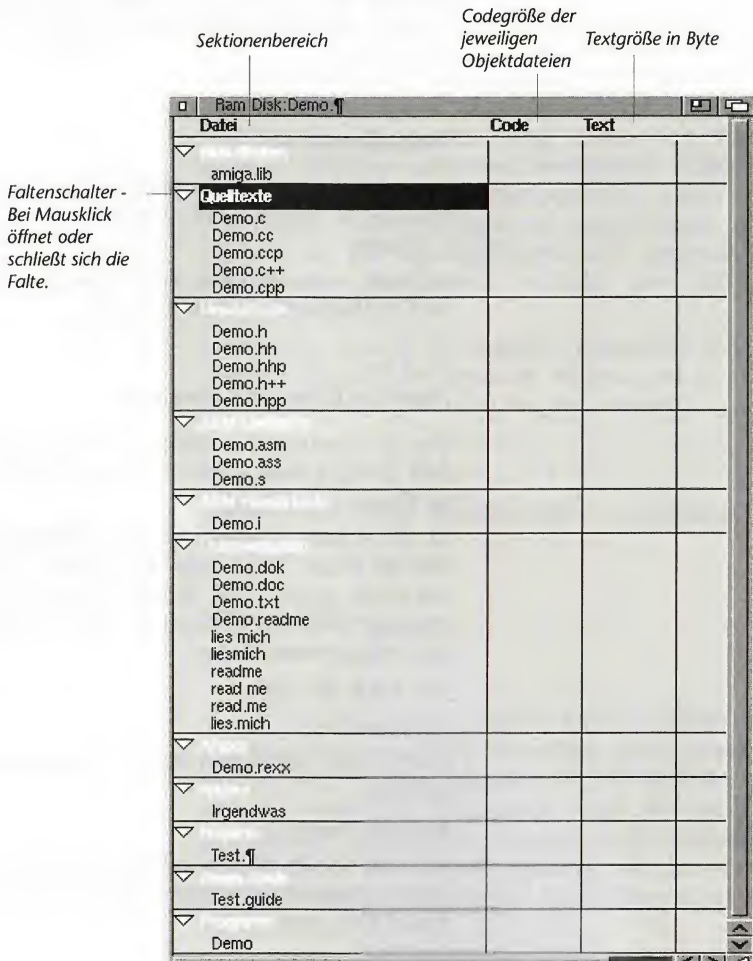 Sektionenbereich
Codegröße der
jeweiligen
Objektdateien
Textgröße in Byte
Faltenschalter -
Bei Mausklick
öffnet oder
schließt sich die
Falte.
Ram Disk:Demo.¶
Datei Code Text
amiga.lib
Quelltexte
Demo.c
Demo.cc
Demo.ccp
Demo.c++
Demo.cpp
Demo.h
Demo.hh
Demo.hhp
Demo.h++
Demo.hpp
Demo.asm
Demo.ass
Demo.s
Demo.i
Demo.dok
Demo.doc
Demo.txt
Demo.readme
lies mich
liesmich
readme
read me
read.me
lies.mich
Demo.rexx
Irgendwas
Test.¶
Test.guide
Demo